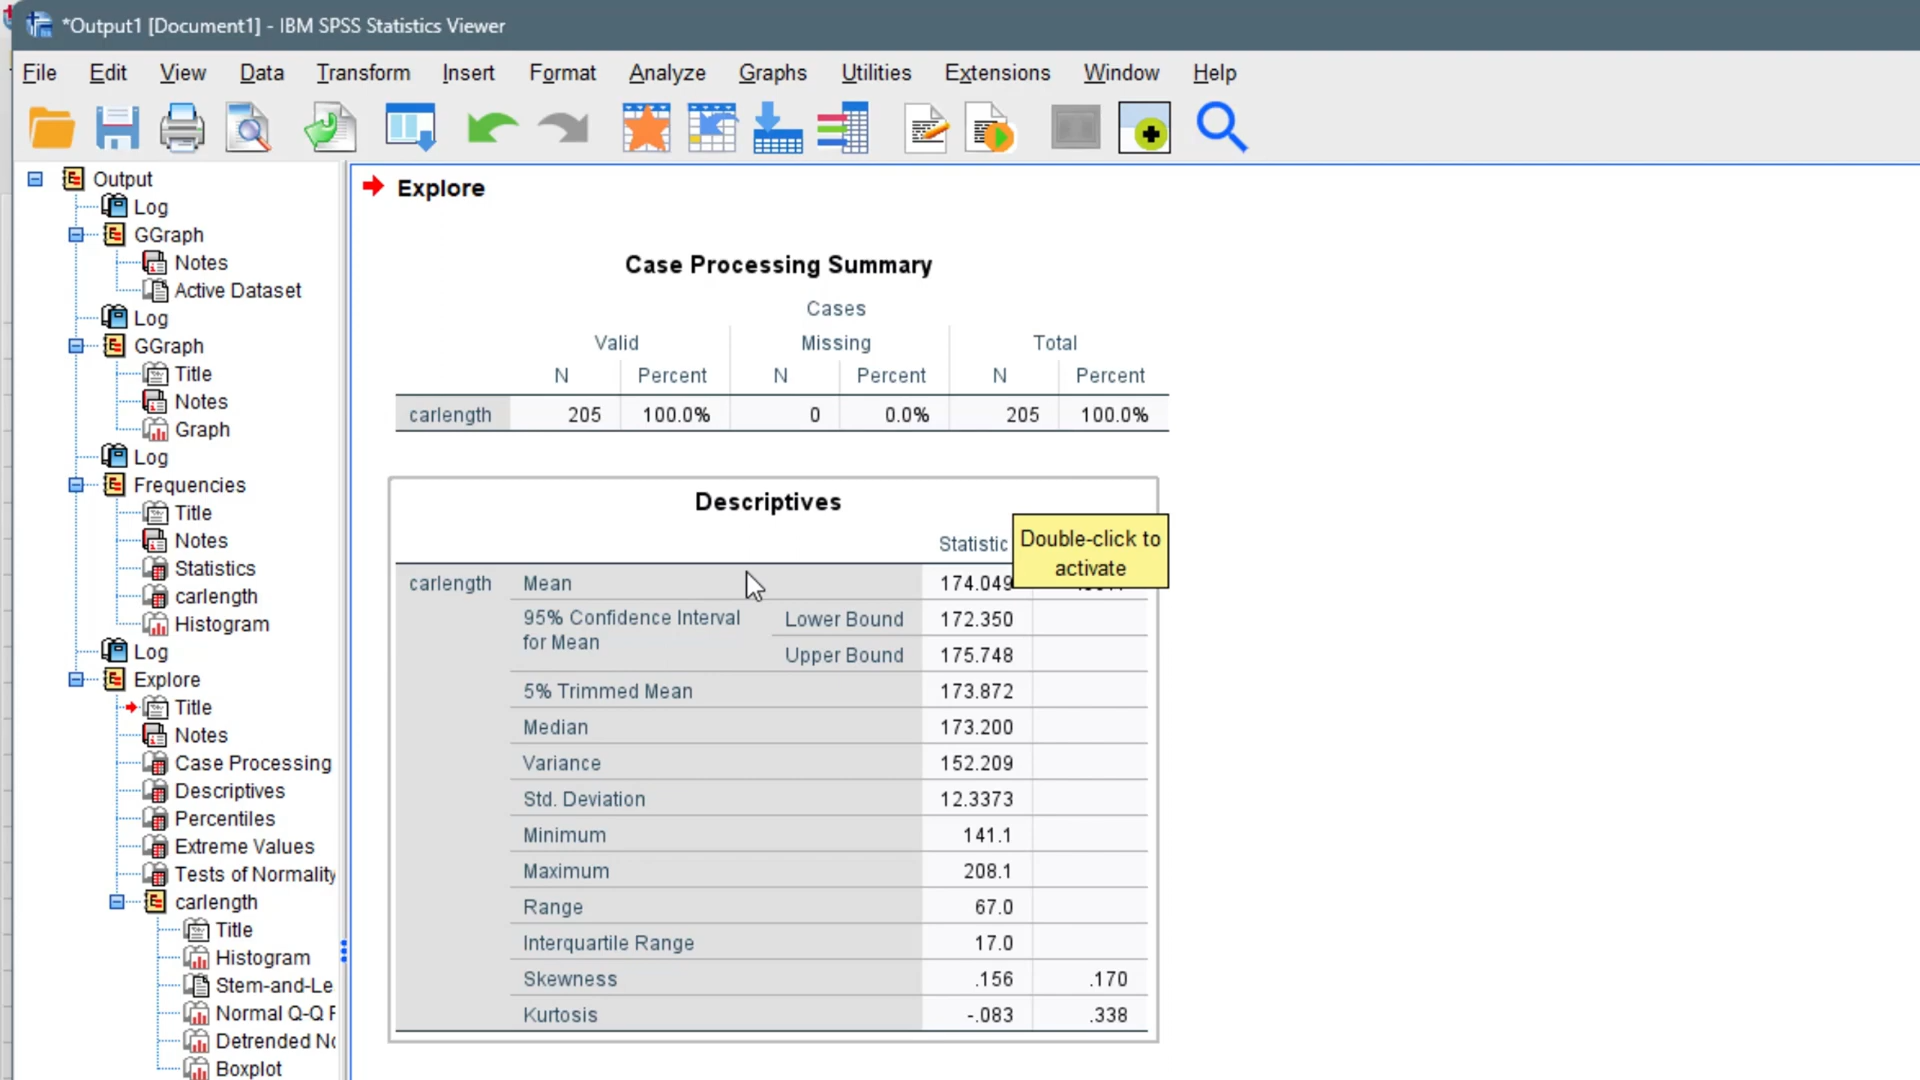 *Output1 [Document1] - IBM SPSS Statistics Viewer
File Edit View Data Transform Insert Format Analyze Graphs Utilities Extensions Window Help
Output
Log
GGraph
Notes
Active Dataset
Log
GGraph
Title
Notes
Graph
Log
Frequencies
Title
Notes
Statistics
carlength
Histogram
Log
Explore
Title
Notes
Case Processing
Descriptives
Percentiles
Extreme Values
Tests of Normality
carlength
Title
Histogram
Stem-and-Le
Normal Q-Q
Detrended
Boxplot
Explore
Case Processing Summary
Cases
Valid Missing Total
N Percent N Percent N Percent
carlength 205 100.0% 0 0.0% 205 100.0%
Descriptives
Statistic
Double-click to
activate
carlength Mean 174.049
95% Confidence Interval
for Mean
Lower Bound 172.350
Upper Bound 175.748
5% Trimmed Mean 173.872
Median 173.200
Variance 152.209
Std. Deviation 12.3373
Minimum 141.1
Maximum 208.1
Range 67.0
Interquartile Range 17.0
Skewness .156 .170
Kurtosis -.083 .338